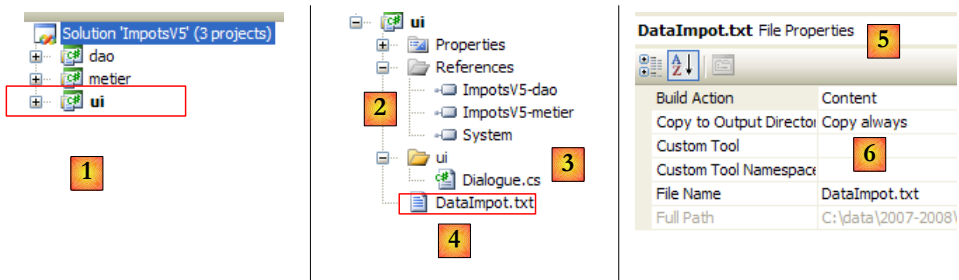 Solution 'ImpotsV5' (3 projects)
dao
metier
ui
1
ui
Properties
References
ImpotsV5-dao
ImpotsV5-metier
System
2
ui
Dialogue.cs
3
DataImpot.txt
4
DataImpot.txt File Properties
5
Build Action Content
Copy to Output Director Copy always
Custom Tool
6
Custom Tool Namespace
File Name DataImpot.txt
Full Path C:\data\2007-2008\